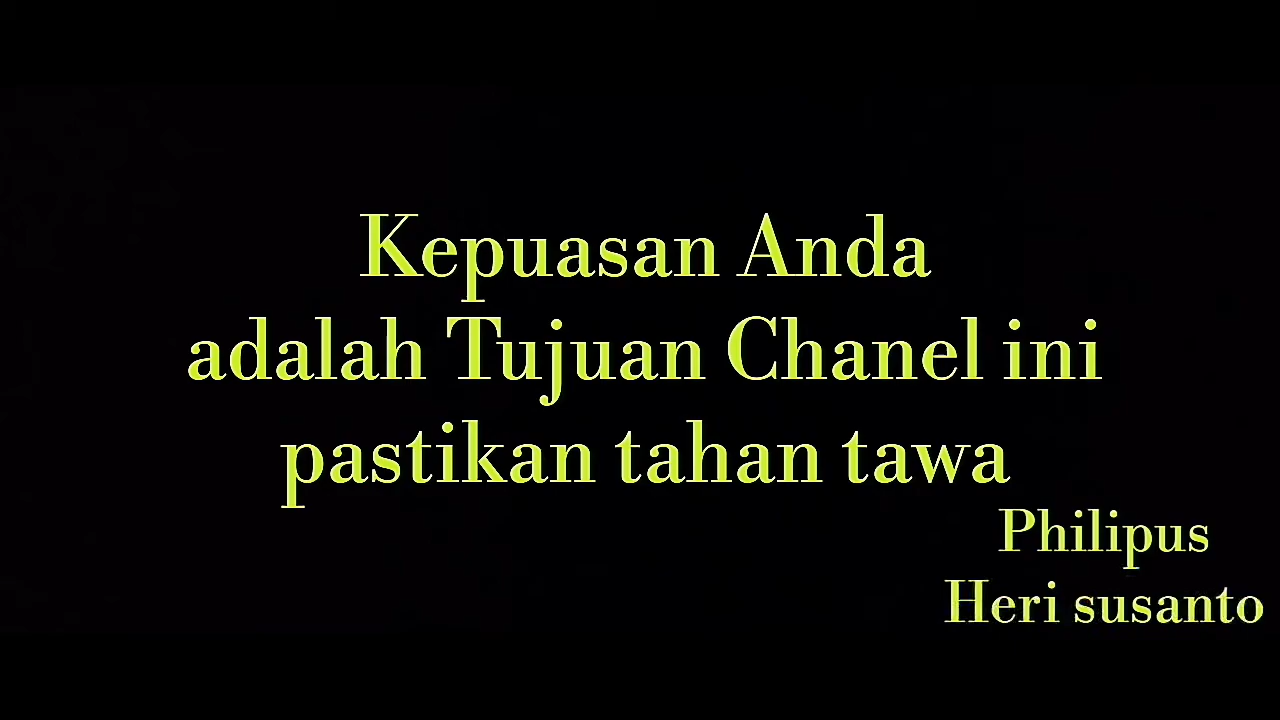 Kepuasan Anda
adalah Tujuan Chanel ini
pastikan tahan tawa
Philipus
Heri susanto